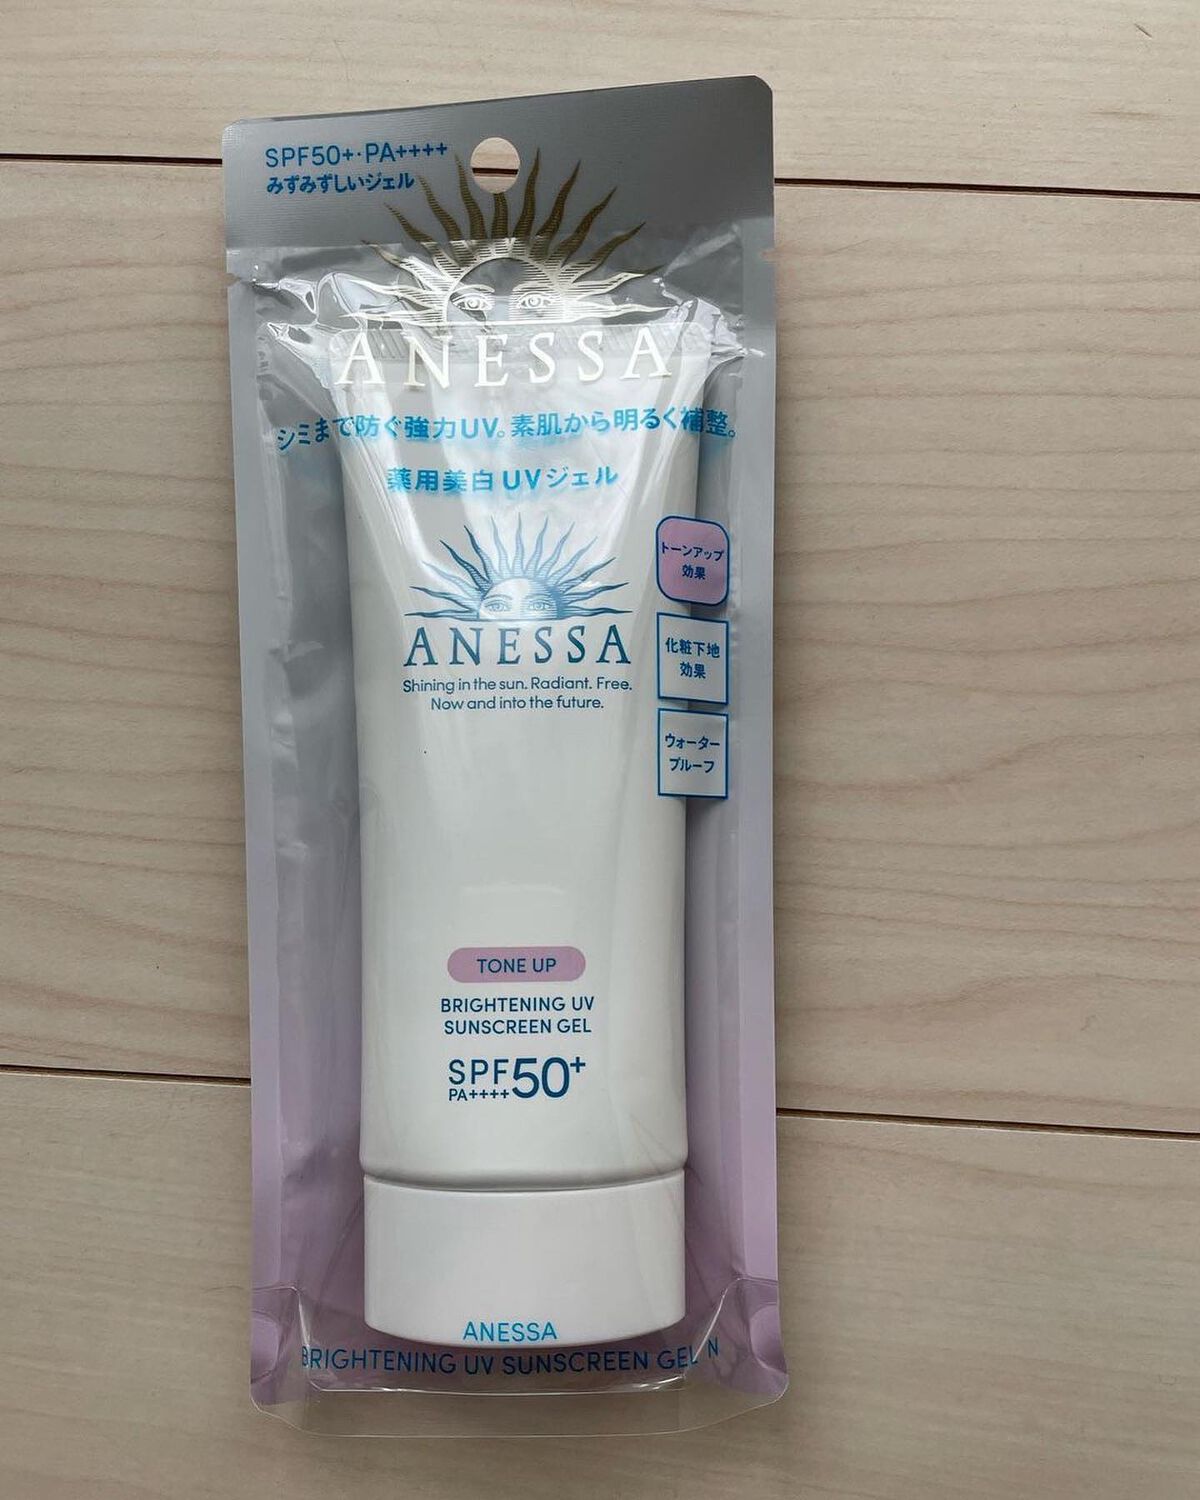 SPF50+・PA++++
みずみずしいジェル
ANESSA
シミまで防ぐ強力UV。素肌から明るく補整。
薬用美白UVジェル
ANESSA
Shining in the sun. Radiant. Free.
Now and into the future.
トーンアップ
効果
化粧下地
効果
ウォーター
プルーフ
TONE UP
BRIGHTENING UV
SUNSCREEN GEL
SPF50+
PA++++
ANESSA
BRIGHTENING UV SUNSCREEN GEL N